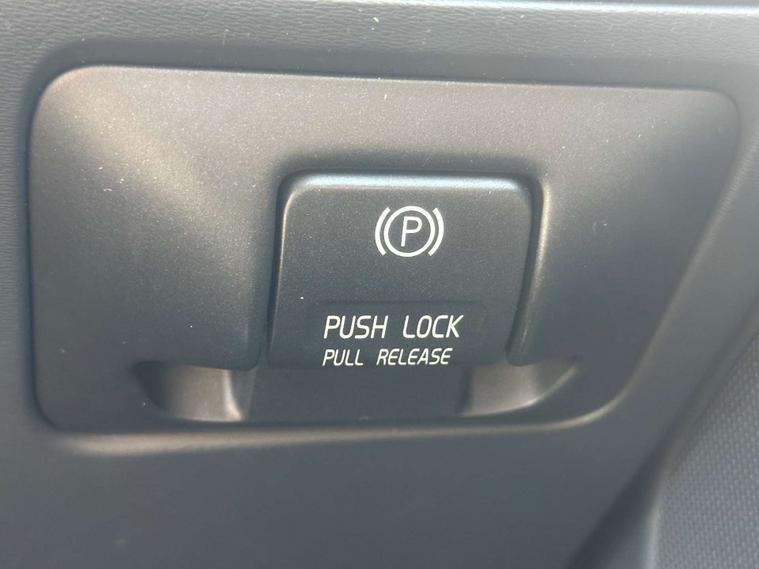 (P)
PUSH LOCK
PULL RELEASE